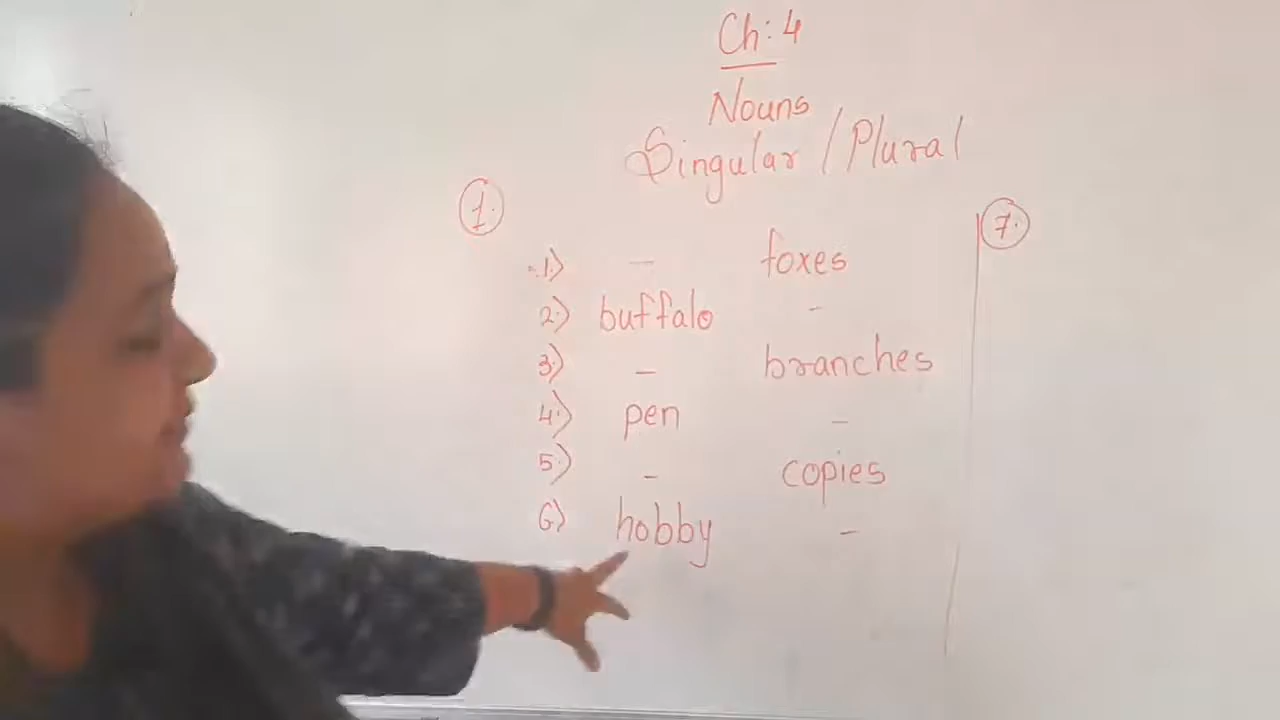 Ch: 4
Nouns
Singular / Plural
1.
7.
1) - foxes
2) buffalo -
3) - branches
4) pen -
5) - copies
6) hobby -